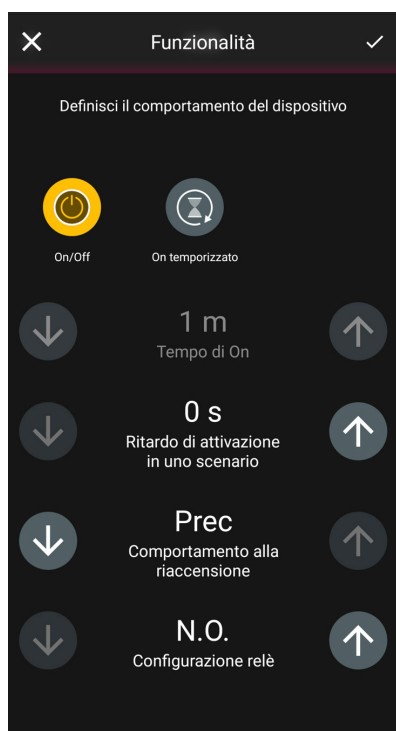 Funzionalità
Definisci il comportamento del dispositivo
On/Off
On temporizzato
1 m
Tempo di On
0 s
Ritardo di attivazione
in uno scenario
Prec
Comportamento alla
riaccensione
N.O.
Configurazione relè